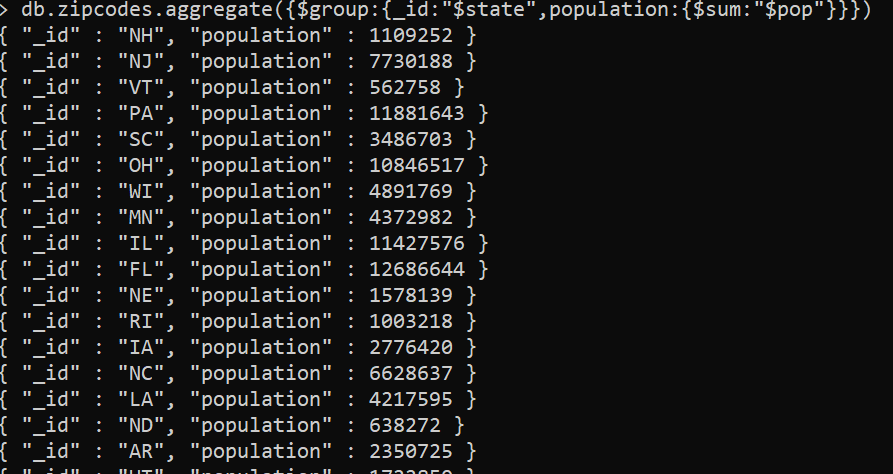 > db.zipcodes.aggregate({$group:{_id:"$state",population:{$sum:"$pop"}}})
{ "_id" : "NH", "population" : 1109252 }
{ "_id" : "NJ", "population" : 7730188 }
{ "_id" : "VT", "population" : 562758 }
{ "_id" : "PA", "population" : 11881643 }
{ "_id" : "SC", "population" : 3486703 }
{ "_id" : "OH", "population" : 10846517 }
{ "_id" : "WI", "population" : 4891769 }
{ "_id" : "MN", "population" : 4372982 }
{ "_id" : "IL", "population" : 11427576 }
{ "_id" : "FL", "population" : 12686644 }
{ "_id" : "NE", "population" : 1578139 }
{ "_id" : "RI", "population" : 1003218 }
{ "_id" : "IA", "population" : 2776420 }
{ "_id" : "NC", "population" : 6628637 }
{ "_id" : "LA", "population" : 4217595 }
{ "_id" : "ND", "population" : 638272 }
{ "_id" : "AR", "population" : 2350725 }